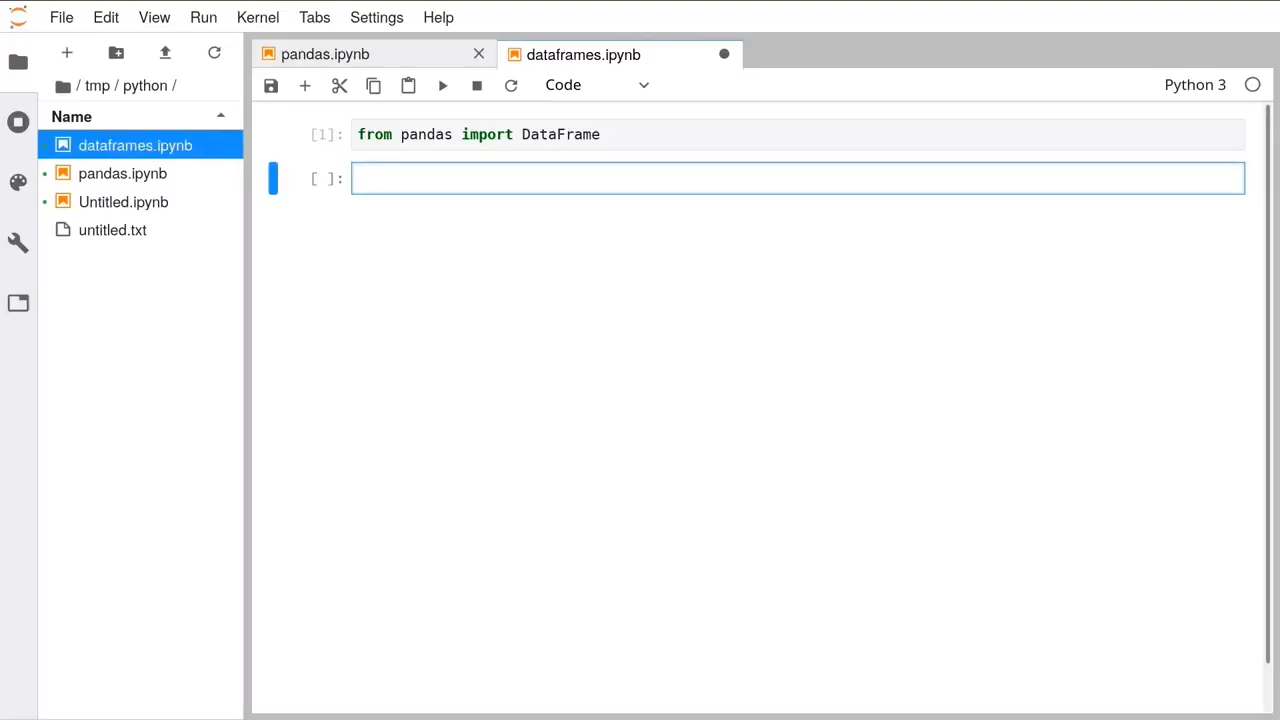 File Edit View Run Kernel Tabs Settings Help
pandas.ipynb dataframes.ipynb
/ tmp / python /
Code Python 3
Name
dataframes.ipynb
pandas.ipynb
Untitled.ipynb
untitled.txt
[1]: from pandas import DataFrame
[ ]: